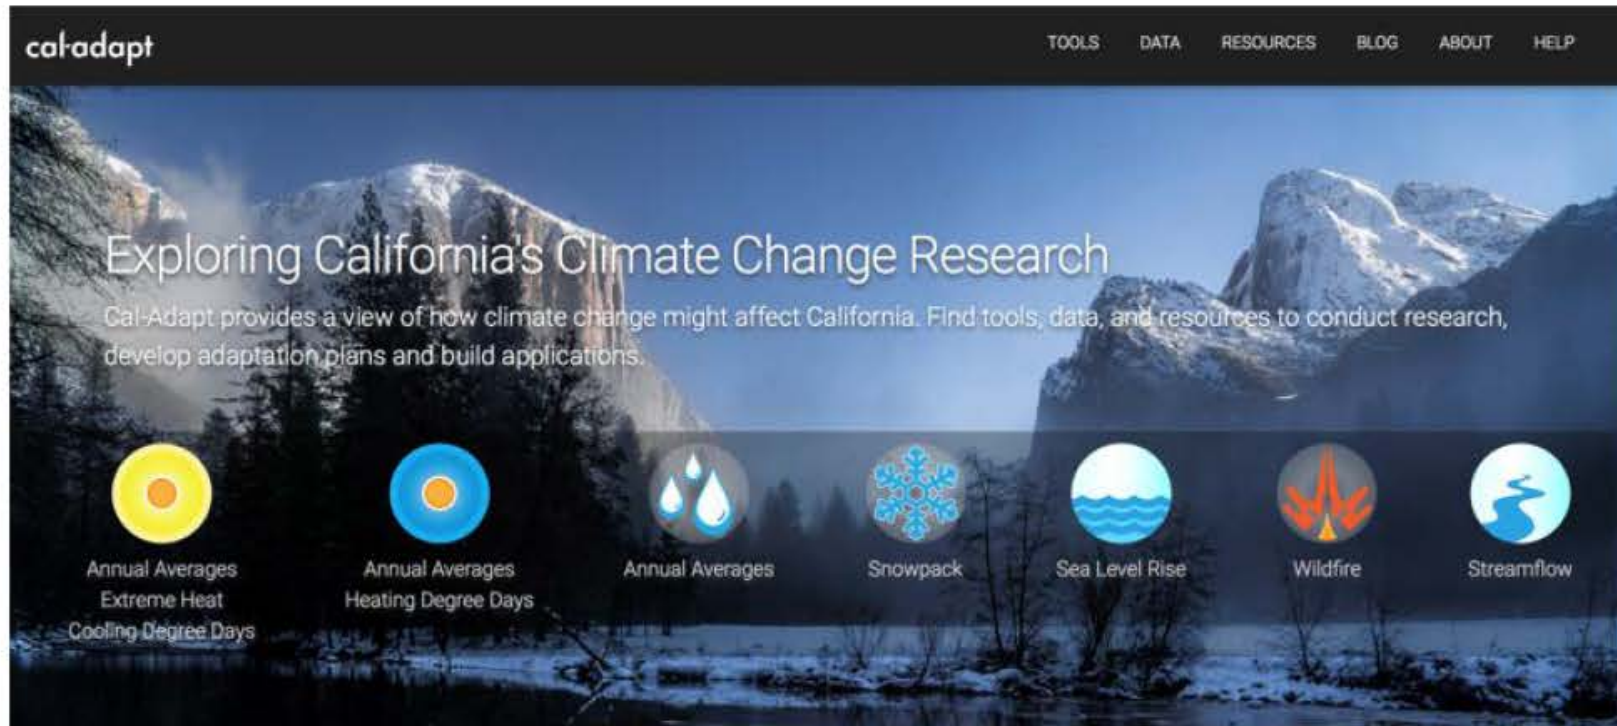 cal-adapt
TOOLS DATA RESOURCES BLOG ABOUT HELP
Exploring California's Climate Change Research
Cal-Adapt provides a view of how climate change might affect California. Find tools, data, and resources to conduct research,
develop adaptation plans and build applications.
Annual Averages
Extreme Heat
Cooling Degree Days
Annual Averages
Heating Degree Days
Annual Averages
Snowpack
Sea Level Rise
Wildfire
Streamflow